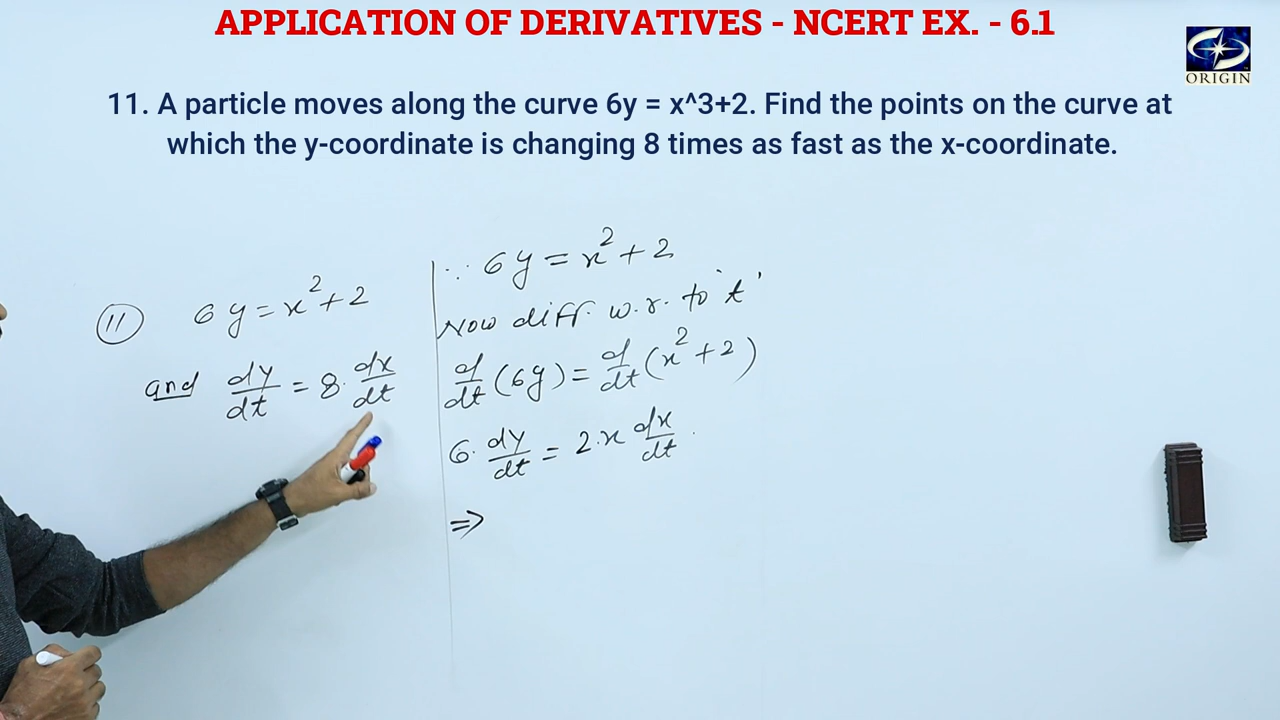 APPLICATION OF DERIVATIVES - NCERT EX. - 6.1
ORIGIN
11. A particle moves along the curve 6y = x^3+2. Find the points on the curve at
which the y-coordinate is changing 8 times as fast as the x-coordinate.
11 6y = x² + 2
and dy/dt = 8. dx/dt
∵ 6y = x² + 2
Now diff. w.r. to 't'
d/dt (6y) = d/dt (x² + 2)
6. dy/dt = 2.x dx/dt.
⇒